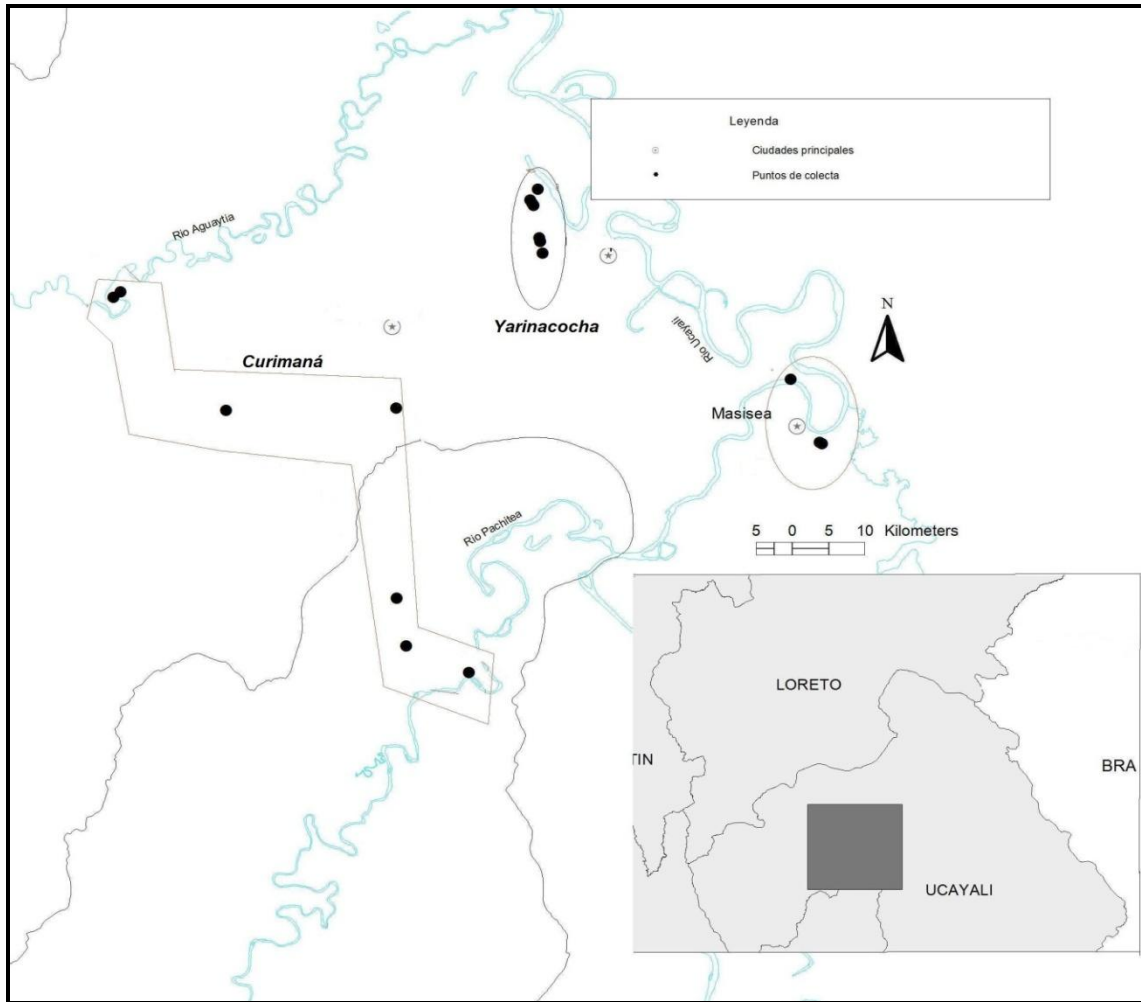 Leyenda
Ciudades principales
Puntos de colecta
Rio Aguaytia
Yarinacocha
Rio Ucayali
N
Curimaná
Masisea
Rio Pachitea
5 0 5 10 Kilometers
LORETO
TIN
BRA
UCAYALI